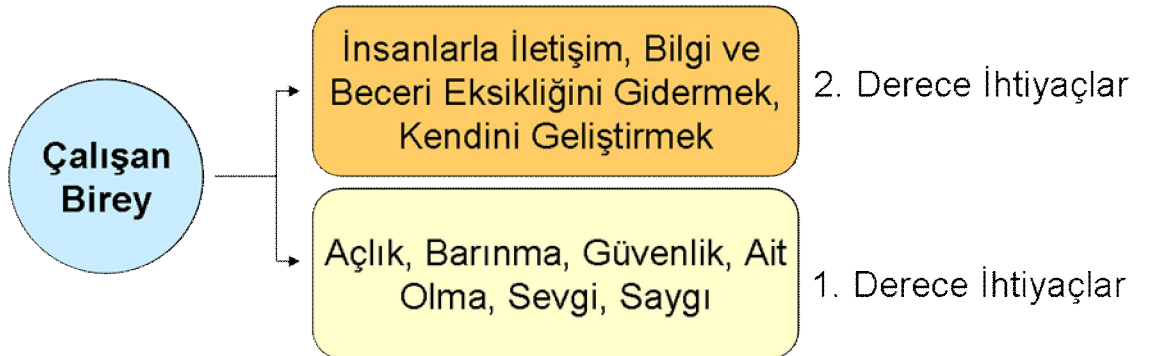 Çalışan
Birey
İnsanlarla İletişim, Bilgi ve
Beceri Eksikliğini Gidermek,
Kendini Geliştirmek
2. Derece İhtiyaçlar
Açlık, Barınma, Güvenlik, Ait
Olma, Sevgi, Saygı
1. Derece İhtiyaçlar